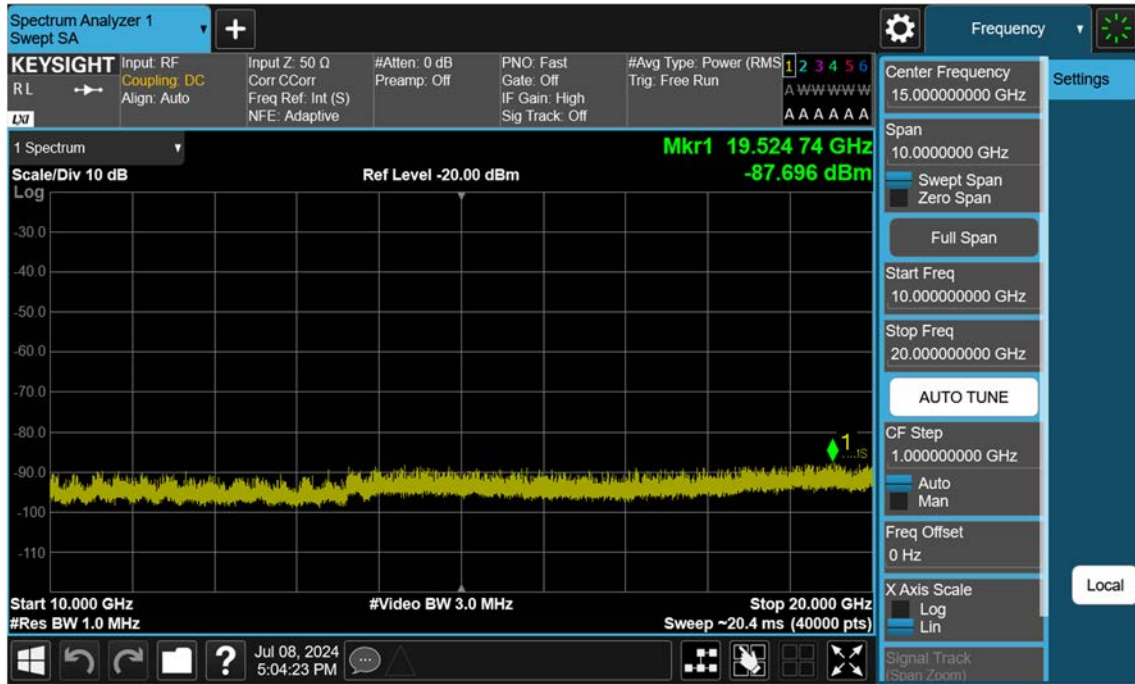 Spectrum Analyzer 1
Swept SA
+
Frequency
KEYSIGHT
RL
LXI
Input: RF
Coupling: DC
Align: Auto
Input Z: 50 Ω
Corr CCorr
Freq Ref: Int (S)
NFE: Adaptive
#Atten: 0 dB
Preamp: Off
PNO: Fast
Gate: Off
IF Gain: High
Sig Track: Off
#Avg Type: Power (RMS
Trig: Free Run
1 2 3 4 5 6
A W W W W W
A A A A A A
1 Spectrum
Mkr1 19.524 74 GHz
Scale/Div 10 dB
Ref Level -20.00 dBm
-87.696 dBm
Log
-30.0
-40.0
-50.0
-60.0
-70.0
-80.0
-90.0
-100
-110
1
Start 10.000 GHz
#Video BW 3.0 MHz
Stop 20.000 GHz
#Res BW 1.0 MHz
Sweep ~20.4 ms (40000 pts)
?
Jul 08, 2024
5:04:23 PM
Center Frequency
15.000000000 GHz
Span
10.0000000 GHz
Swept Span
Zero Span
Full Span
Start Freq
10.000000000 GHz
Stop Freq
20.000000000 GHz
AUTO TUNE
CF Step
1.000000000 GHz
Auto
Man
Freq Offset
0 Hz
X Axis Scale
Log
Lin
Signal Track
(Span Zoom)
Settings
Local